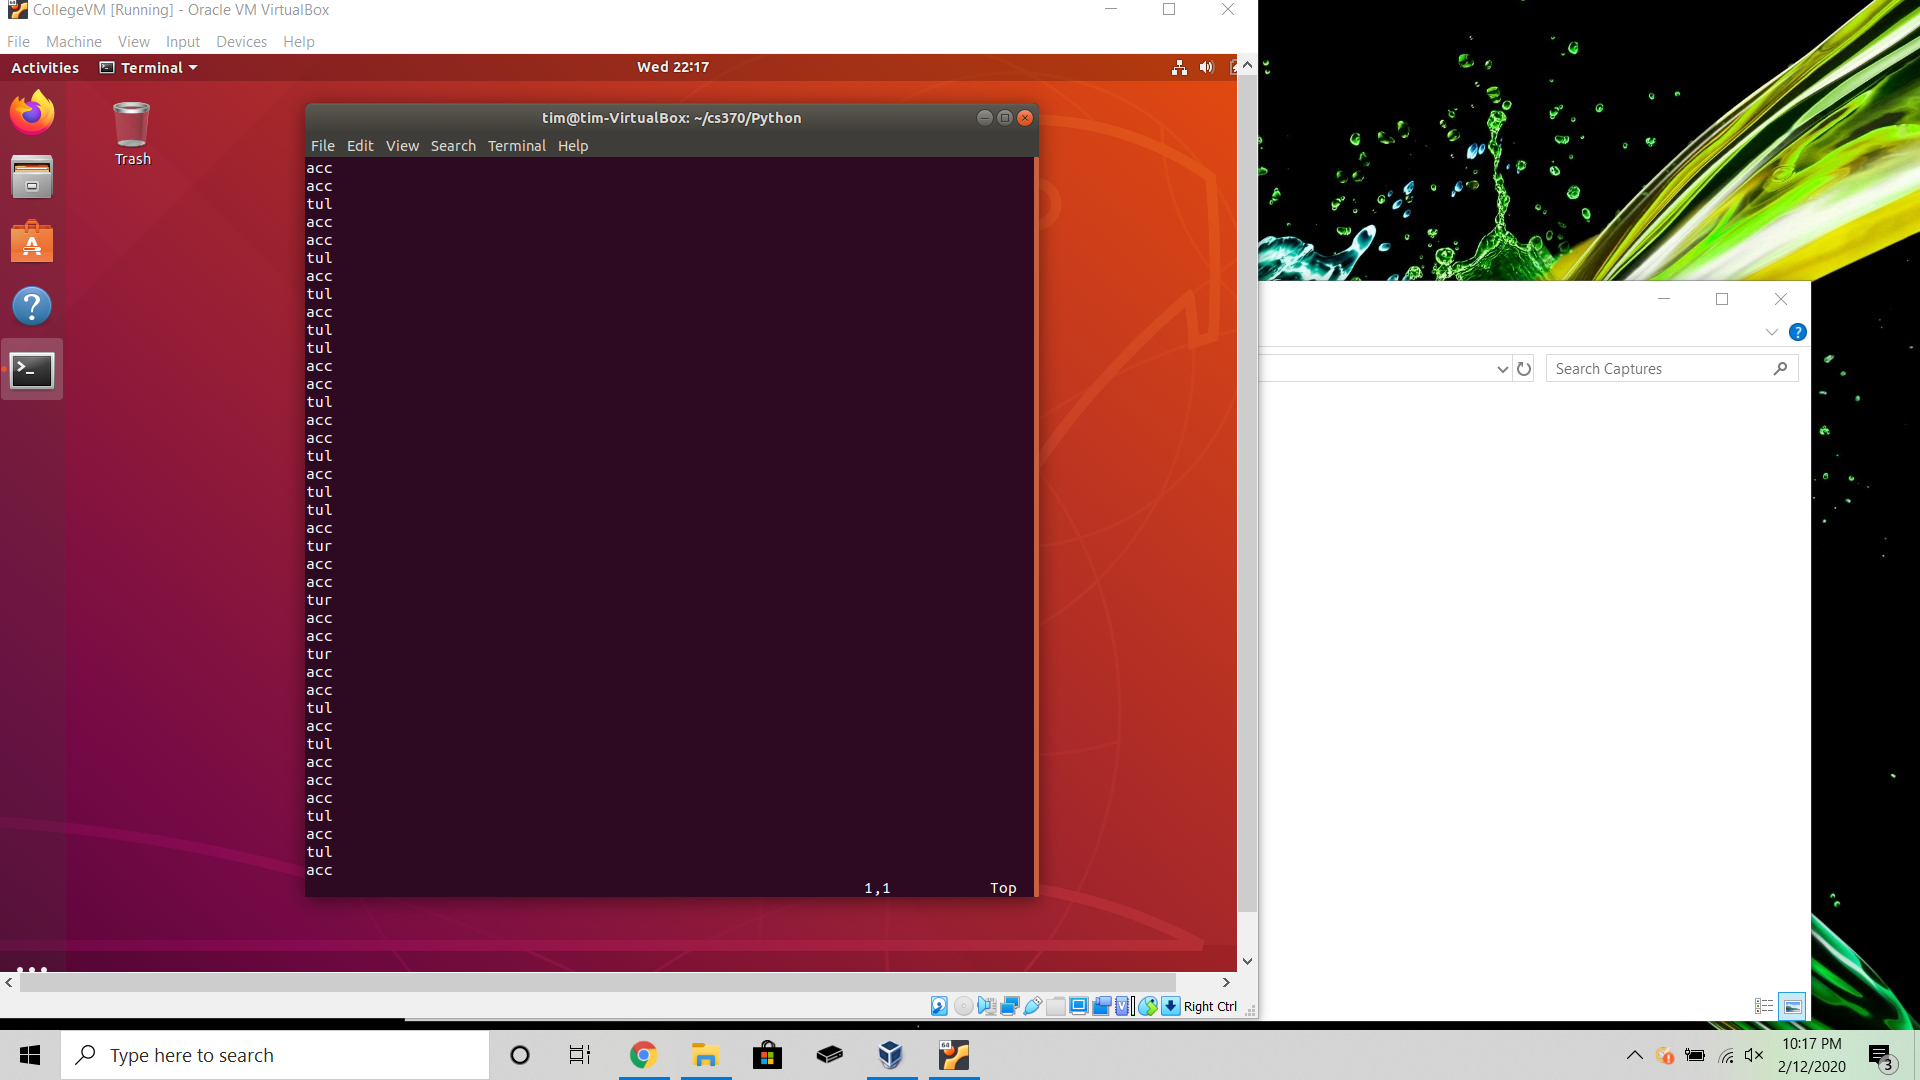 CollegeVM [Running] - Oracle VM VirtualBox
File Machine View Input Devices Help
Activities Terminal Wed 22:17
Trash
tim@tim-VirtualBox: ~/cs370/Python
File Edit View Search Terminal Help
acc
acc
tul
acc
acc
tul
acc
tul
acc
tul
tul
acc
acc
tul
acc
acc
tul
acc
tul
tul
acc
tur
acc
acc
tur
acc
acc
tur
acc
acc
tul
acc
tul
acc
acc
acc
tul
acc
tul
acc
1,1 Top
Search Captures
Right Ctrl
Type here to search
10:17 PM
2/12/2020
3